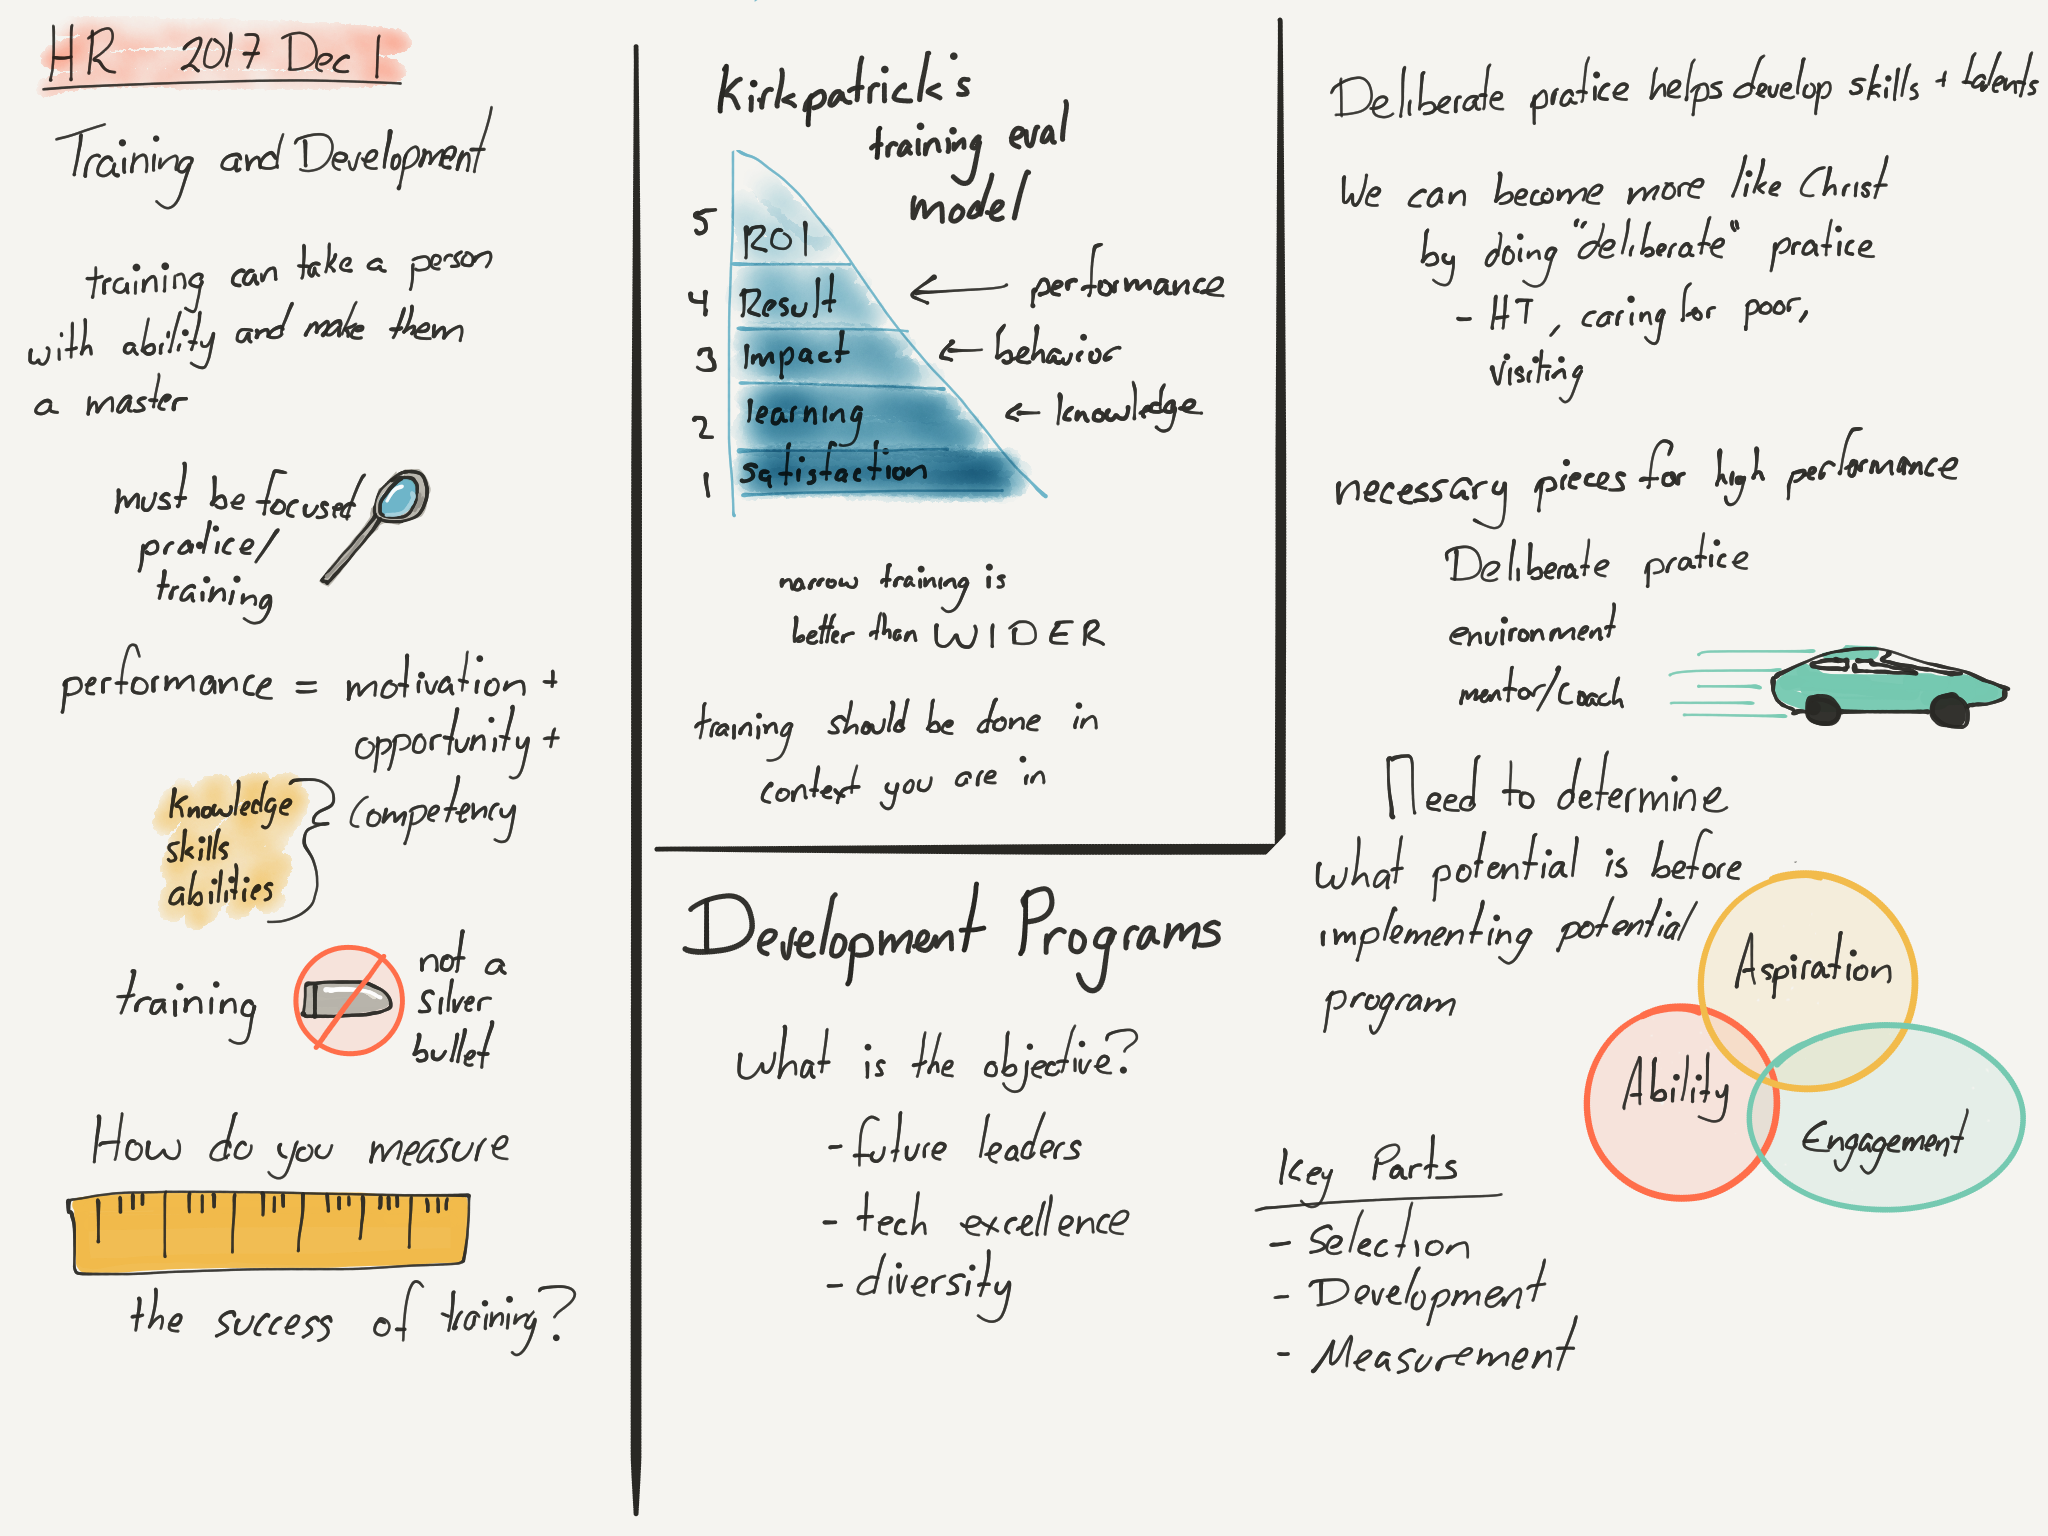 HR 2017 Dec 1
Training and Development
training can take a person
with ability and make them
a master
must be focused
pratice/
training
performance = motivation +
opportunity +
competency
Knowledge
skills
abilities
training
not a
silver
bullet
How do you measure
the success of training?
Kirkpatrick's
training eval
model
5 ROI
4 Result ← performance
3 Impact ← behavior
2 learning ← knowledge
1 satisfaction
narrow training is
better than WIDER
training should be done in
context you are in
Development Programs
What is the objective?
- future leaders
- tech excellence
- diversity
Deliberate pratice helps develop skills + talents
We can become more like Christ
by doing "deliberate" pratice
- HT, caring for poor,
visiting
necessary pieces for high performance
Deliberate pratice
environment
mentor/coach
Need to determine
what potential is before
implementing potential
program
Aspiration
Ability
Engagement
Key Parts
- Selection
- Development
- Measurement